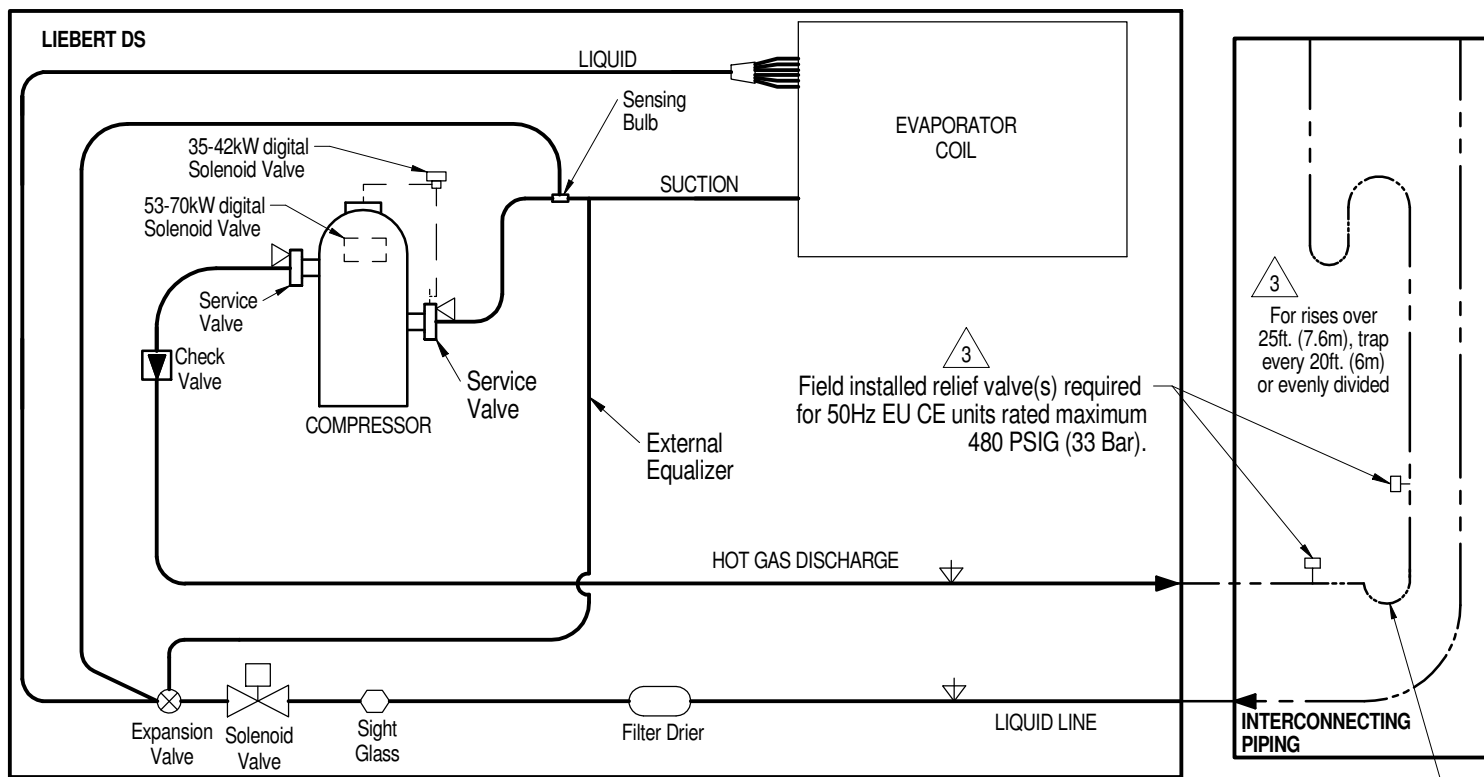 LIEBERT DS
LIQUID
Sensing
Bulb
EVAPORATOR
COIL
35-42kW digital
Solenoid Valve
SUCTION
53-70kW digital
Solenoid Valve
Service
Valve
Check
Valve
Service
Valve
COMPRESSOR
External
Equalizer
3
Field installed relief valve(s) required
for 50Hz EU CE units rated maximum
480 PSIG (33 Bar).
3
For rises over
25ft. (7.6m), trap
every 20ft. (6m)
or evenly divided
HOT GAS DISCHARGE
Expansion
Valve
Solenoid
Valve
Sight
Glass
Filter Drier
LIQUID LINE
INTERCONNECTING
PIPING